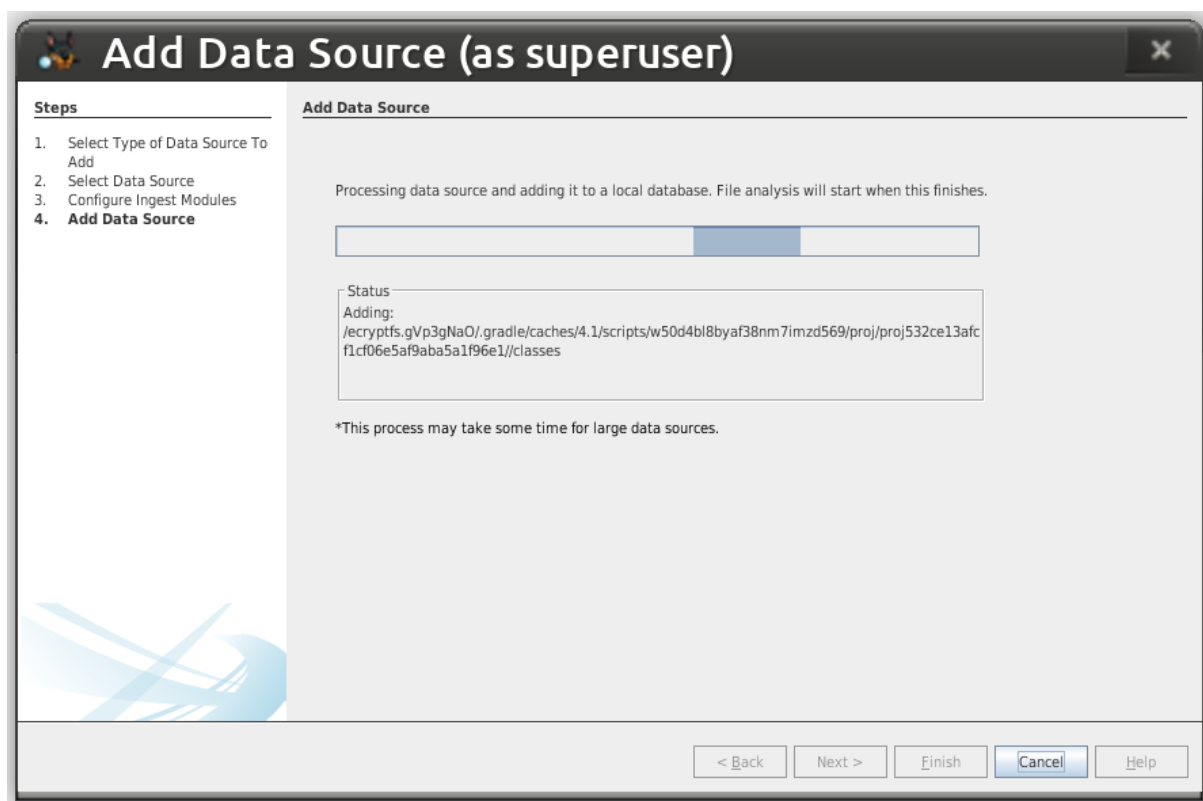 Add Data Source (as superuser)
Steps
1. Select Type of Data Source To
Add
2. Select Data Source
3. Configure Ingest Modules
4. Add Data Source
Add Data Source
Processing data source and adding it to a local database. File analysis will start when this finishes.
Status
Adding:
/ecryptfs.gVp3gNaO/.gradle/caches/4.1/scripts/w50d4bl8byaf38nm7imzd569/proj/proj532ce13afc
f1cf06e5af9aba5a1f96e1//classes
*This process may take some time for large data sources.
< Back Next > Finish Cancel Help